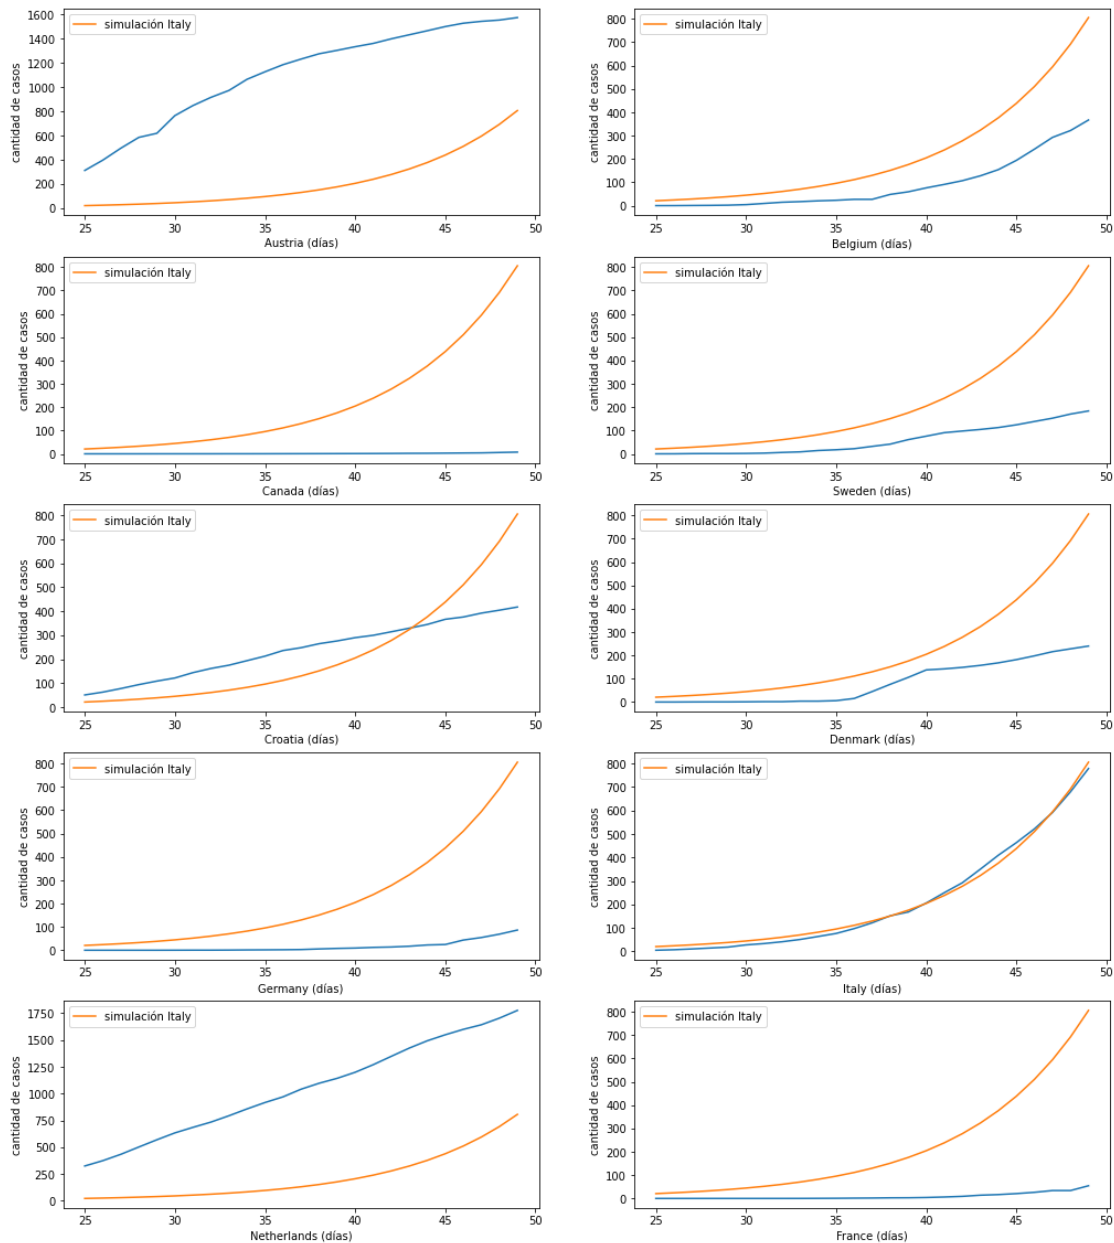 1600
1400
1200
1000
800
600
400
200
0
cantidad de casos
simulación Italy
25 30 35 40 45 50
Austria (días)
800
700
600
500
400
300
200
100
0
cantidad de casos
simulación Italy
25 30 35 40 45 50
Belgium (días)
800
700
600
500
400
300
200
100
0
cantidad de casos
simulación Italy
25 30 35 40 45 50
Canada (días)
800
700
600
500
400
300
200
100
0
cantidad de casos
simulación Italy
25 30 35 40 45 50
Sweden (días)
800
700
600
500
400
300
200
100
0
cantidad de casos
simulación Italy
25 30 35 40 45 50
Croatia (días)
800
700
600
500
400
300
200
100
0
cantidad de casos
simulación Italy
25 30 35 40 45 50
Denmark (días)
800
700
600
500
400
300
200
100
0
cantidad de casos
simulación Italy
25 30 35 40 45 50
Germany (días)
800
700
600
500
400
300
200
100
0
cantidad de casos
simulación Italy
25 30 35 40 45 50
Italy (días)
1750
1500
1250
1000
750
500
250
0
cantidad de casos
simulación Italy
25 30 35 40 45 50
Netherlands (días)
800
700
600
500
400
300
200
100
0
cantidad de casos
simulación Italy
25 30 35 40 45 50
France (días)